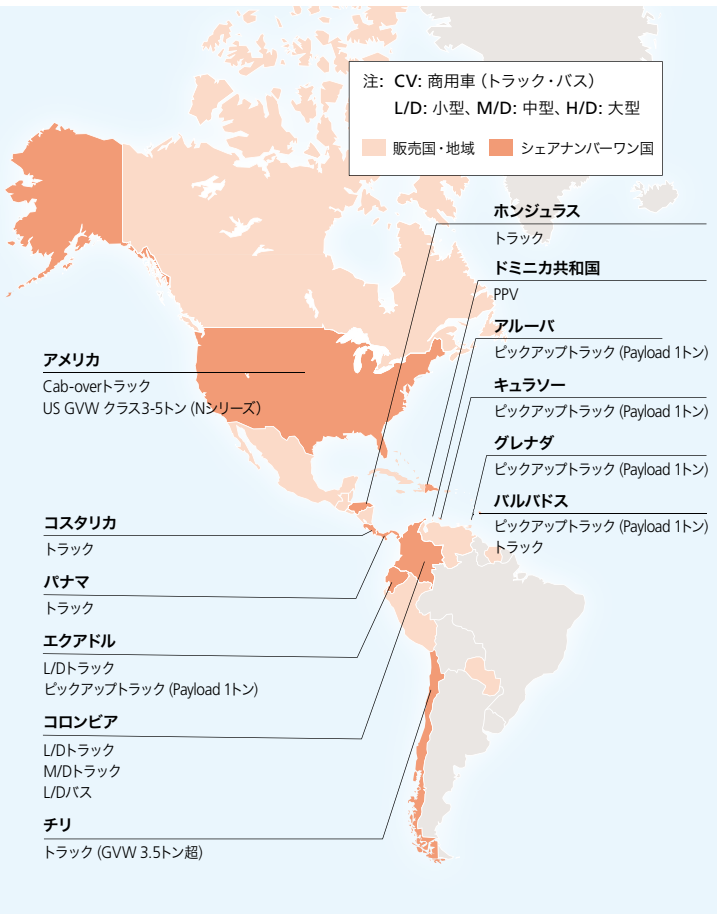 注: CV: 商用車（トラック・バス）
L/D: 小型、M/D: 中型、H/D: 大型
販売国・地域 シェアナンバーワン国
ホンジュラス
トラック
ドミニカ共和国
PPV
アルーバ
ピックアップトラック (Payload 1トン)
キュラソー
ピックアップトラック (Payload 1トン)
グレナダ
ピックアップトラック (Payload 1トン)
バルバドス
ピックアップトラック (Payload 1トン)
トラック
アメリカ
Cab-overトラック
US GVW クラス3-5トン (Nシリーズ）
コスタリカ
トラック
パナマ
トラック
エクアドル
L/Dトラック
ピックアップトラック (Payload 1トン)
コロンビア
L/Dトラック
M/Dトラック
L/Dバス
チリ
トラック (GVW 3.5トン超)